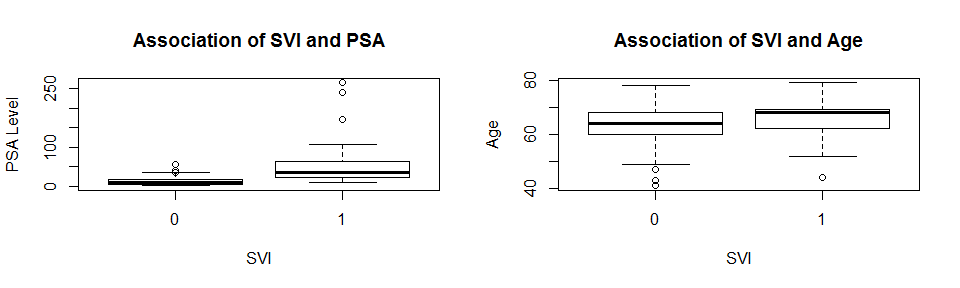 Association of SVI and PSA
PSA Level
250
100
0
0
1
SVI
Association of SVI and Age
Age
80
60
40
0
1
SVI